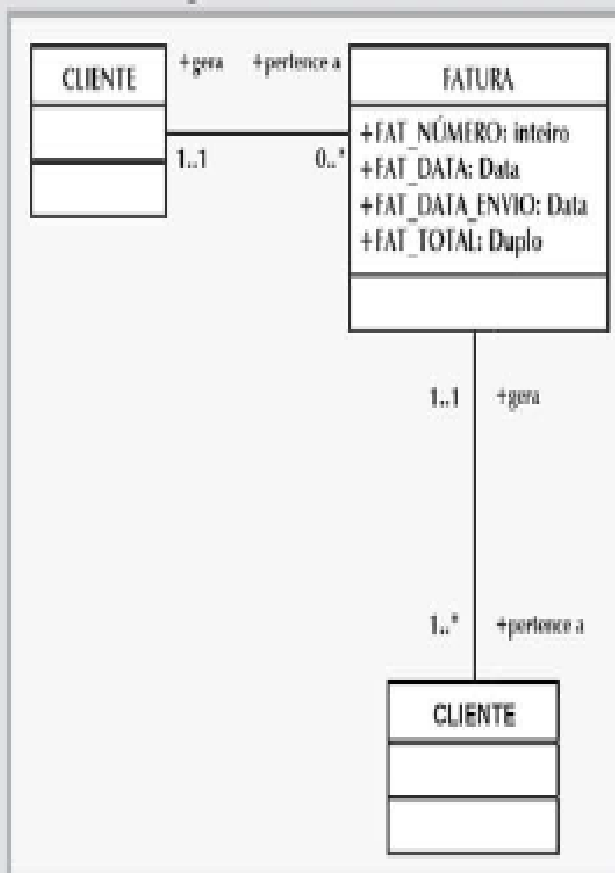 CLIENTE
+gera
+pertence a
FATURA
1..1
0..*
+FAT_NÚMERO: inteiro
+FAT_DATA: Data
+FAT_DATA_ENVIO: Data
+FAT_TOTAL: Duplo
1..1
+gera
1..*
+pertence a
CLIENTE